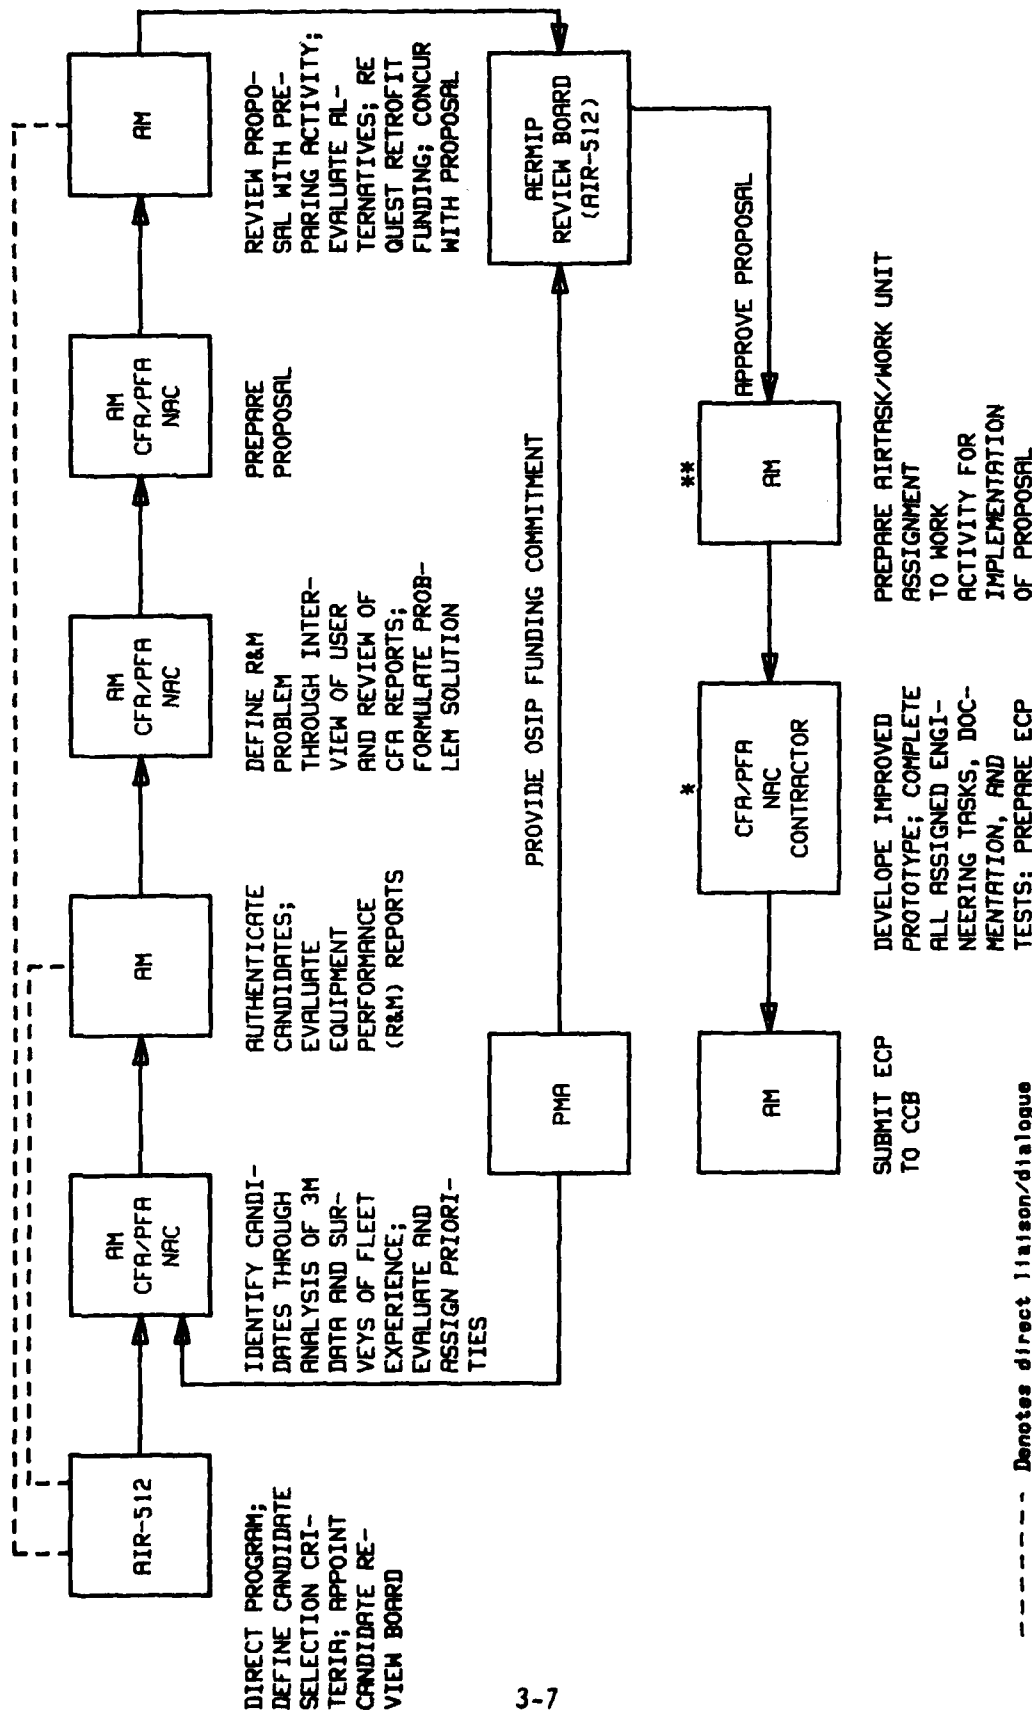 AIR-512
DIRECT PROGRAM;
DEFINE CANDIDATE
SELECTION CRI-
TERIA; APPOINT
CANDIDATE RE-
VIEW BOARD
AM
CFA/PFA
NAC
IDENTIFY CANDI-
DATES THROUGH
ANALYSIS OF 3M
DATA AND SUR-
VEYS OF FLEET
EXPERIENCE;
EVALUATE AND
ASSIGN PRIORI-
TIES
AM
AUTHENTICATE
CANDIDATES;
EVALUATE
EQUIPMENT
PERFORMANCE
(R&M) REPORTS
AM
CFA/PFA
NAC
DEFINE R&M
PROBLEM
THROUGH INTER-
VIEW OF USER
AND REVIEW OF
CFA REPORTS;
FORMULATE PROB-
LEM SOLUTION
AM
CFA/PFA
NAC
PREPARE
PROPOSAL
AM
REVIEW PROPO-
SAL WITH PRE-
PARING ACTIVITY;
EVALUATE AL-
TERNATIVES; RE
QUEST RETROFIT
FUNDING; CONCUR
WITH PROPOSAL
PMA
PROVIDE OSIP FUNDING COMMITMENT
AERMIP
REVIEW BOARD
(AIR-512)
APPROVE PROPOSAL
AM
SUBMIT ECP
TO CCB
*
CFA/PFA
NAC
CONTRACTOR
DEVELOPE IMPROVED
PROTOTYPE; COMPLETE
ALL ASSIGNED ENGI-
NEERING TASKS, DOC-
MENTATION, AND
TESTS; PREPARE ECP
**
AM
PREPARE AIRTASK/WORK UNIT
ASSIGNMENT
TO WORK
ACTIVITY FOR
IMPLEMENTATION
OF PROPOSAL
------- Denotes direct liaison/dialogue
3-7